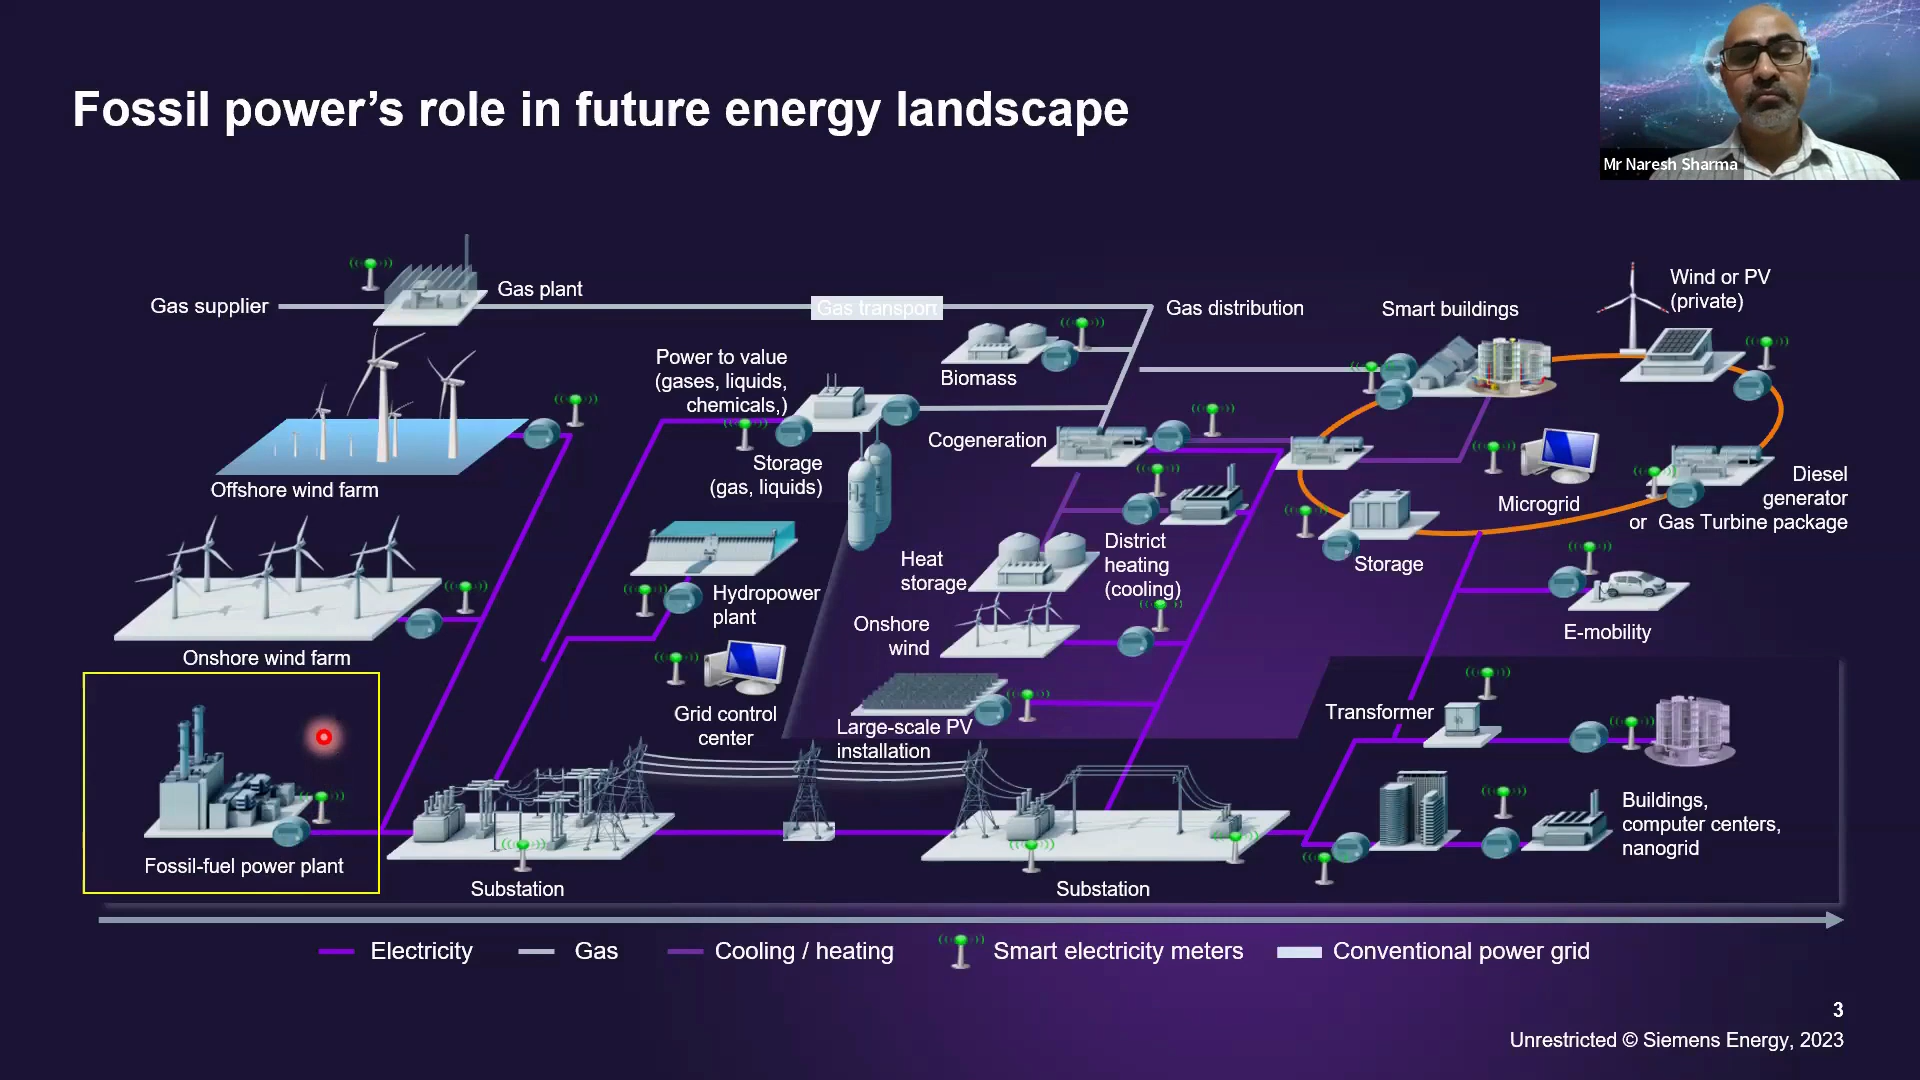 Fossil power’s role in future energy landscape
Mr Naresh Sharma
Gas supplier
Gas plant
Gas transport
Gas distribution
Smart buildings
Wind or PV
(private)
Power to value
(gases, liquids,
chemicals,)
Biomass
Cogeneration
Storage
(gas, liquids)
H₂
Offshore wind farm
Microgrid
Diesel
generator
or Gas Turbine package
Heat
storage
District
heating
(cooling)
Storage
Hydropower
plant
Onshore
wind
E-mobility
Onshore wind farm
Grid control
center
Large-scale PV
installation
Transformer
Buildings,
computer centers,
nanogrid
Fossil-fuel power plant
Substation
Substation
Electricity
Gas
Cooling / heating
Smart electricity meters
Conventional power grid
3
Unrestricted © Siemens Energy, 2023